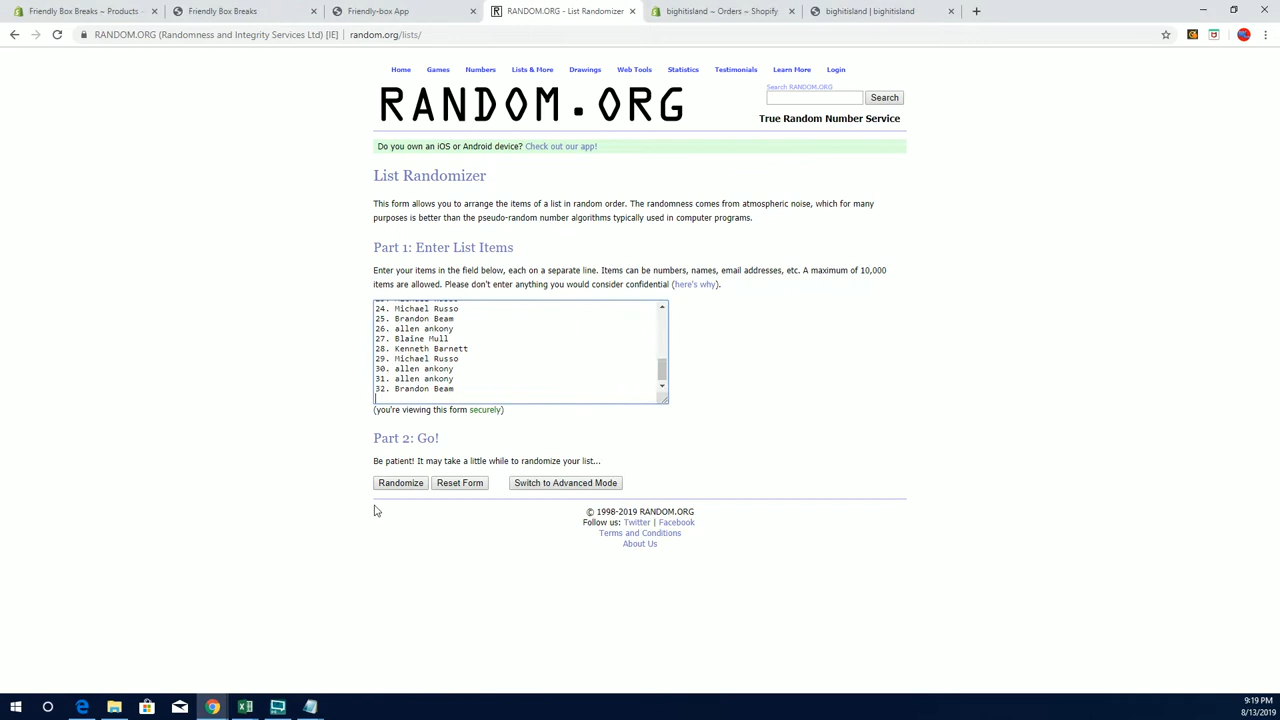 Friendly Box Breaks ~ Products ~
Friendly Box Breaks
Friendly-box App
RANDOM.ORG - List Randomizer
bighitisland ~ Orders ~ Shopify
bighitisland | bighitisland
RANDOM.ORG (Randomness and Integrity Services Ltd) [IE] | random.org/lists/
Home Games Numbers Lists & More Drawings Web Tools Statistics Testimonials Learn More Login
RANDOM.ORG
Search RANDOM.ORG
Search
True Random Number Service
Do you own an iOS or Android device? Check out our app!
List Randomizer
This form allows you to arrange the items of a list in random order. The randomness comes from atmospheric noise, which for many
purposes is better than the pseudo-random number algorithms typically used in computer programs.
Part 1: Enter List Items
Enter your items in the field below, each on a separate line. Items can be numbers, names, email addresses, etc. A maximum of 10,000
items are allowed. Please don't enter anything you would consider confidential (here's why).
24. Michael Russo
25. Brandon Beam
26. allen ankony
27. Blaine Mull
28. Kenneth Barnett
29. Michael Russo
30. allen ankony
31. allen ankony
32. Brandon Beam
(you're viewing this form securely)
Part 2: Go!
Be patient! It may take a little while to randomize your list...
Randomize Reset Form Switch to Advanced Mode
© 1998-2019 RANDOM.ORG
Follow us: Twitter | Facebook
Terms and Conditions
About Us
9:19 PM
8/13/2019